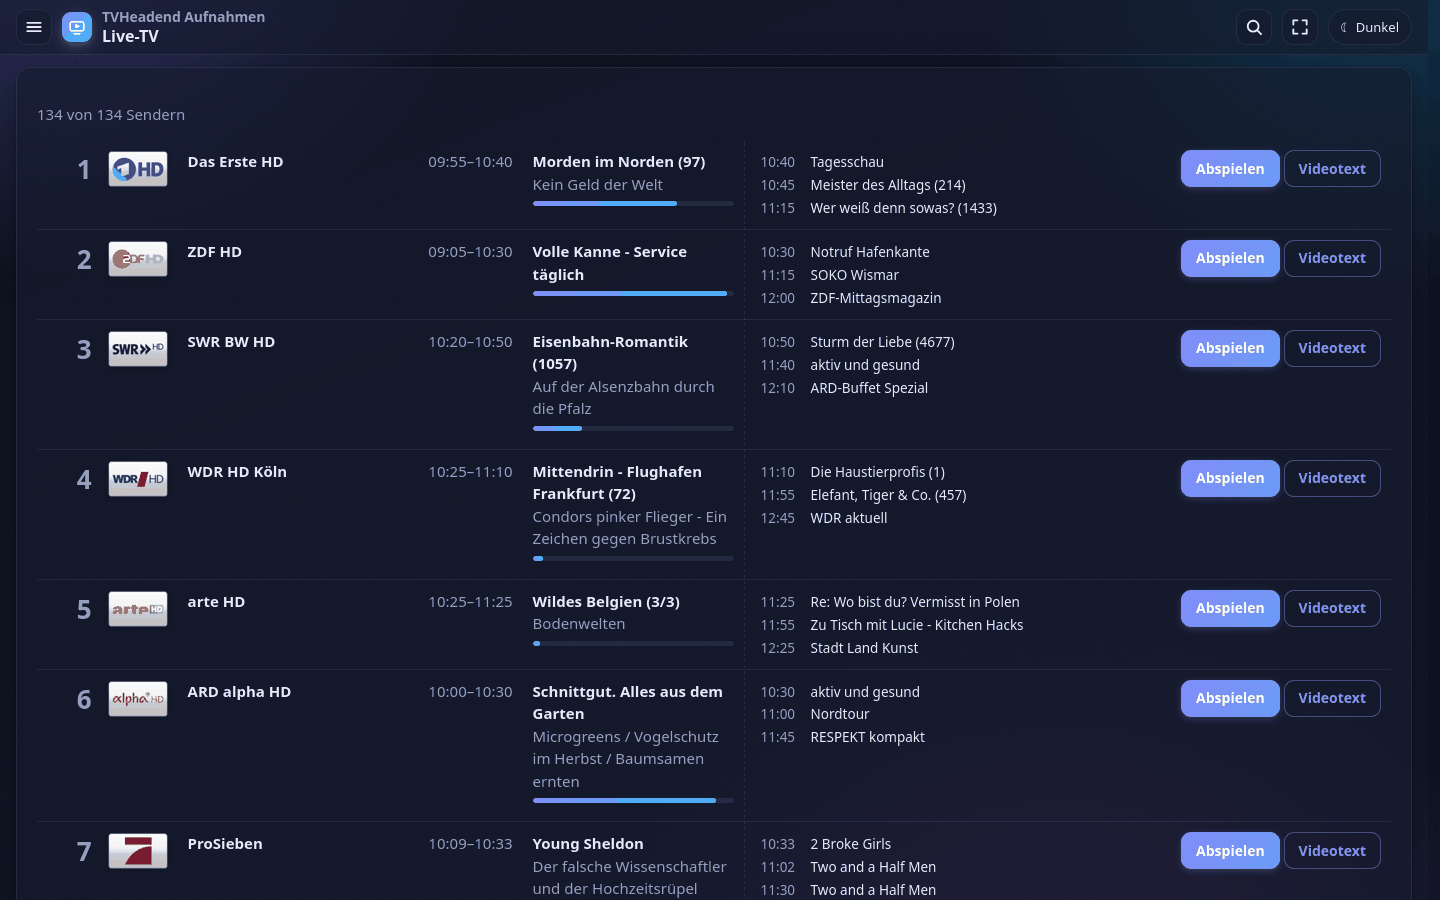 TVHeadend Aufnahmen
Live-TV
Dunkel
134 von 134 Sendern
1
HD
Das Erste HD
09:55–10:40
Morden im Norden (97)
Kein Geld der Welt
10:40 Tagesschau
10:45 Meister des Alltags (214)
11:15 Wer weiß denn sowas? (1433)
Abspielen
Videotext
2
ZDF HD
ZDF HD
09:05–10:30
Volle Kanne - Service
täglich
10:30 Notruf Hafenkante
11:15 SOKO Wismar
12:00 ZDF-Mittagsmagazin
Abspielen
Videotext
3
SWR HD
SWR BW HD
10:20–10:50
Eisenbahn-Romantik
(1057)
Auf der Alsenzbahn durch
die Pfalz
10:50 Sturm der Liebe (4677)
11:40 aktiv und gesund
12:10 ARD-Buffet Spezial
Abspielen
Videotext
4
WDR HD
WDR HD Köln
10:25–11:10
Mittendrin - Flughafen
Frankfurt (72)
Condors pinker Flieger - Ein
Zeichen gegen Brustkrebs
11:10 Die Haustierprofis (1)
11:55 Elefant, Tiger & Co. (457)
12:45 WDR aktuell
Abspielen
Videotext
5
arte HD
arte HD
10:25–11:25
Wildes Belgien (3/3)
Bodenwelten
11:25 Re: Wo bist du? Vermisst in Polen
11:55 Zu Tisch mit Lucie - Kitchen Hacks
12:25 Stadt Land Kunst
Abspielen
Videotext
6
alpha HD
ARD alpha HD
10:00–10:30
Schnittgut. Alles aus dem
Garten
Microgreens / Vogelschutz
im Herbst / Baumsamen
ernten
10:30 aktiv und gesund
11:00 Nordtour
11:45 RESPEKT kompakt
Abspielen
Videotext
7
ProSieben
10:09–10:33
Young Sheldon
Der falsche Wissenschaftler
und der Hochzeitsrüpel
10:33 2 Broke Girls
11:02 Two and a Half Men
11:30 Two and a Half Men
Abspielen
Videotext